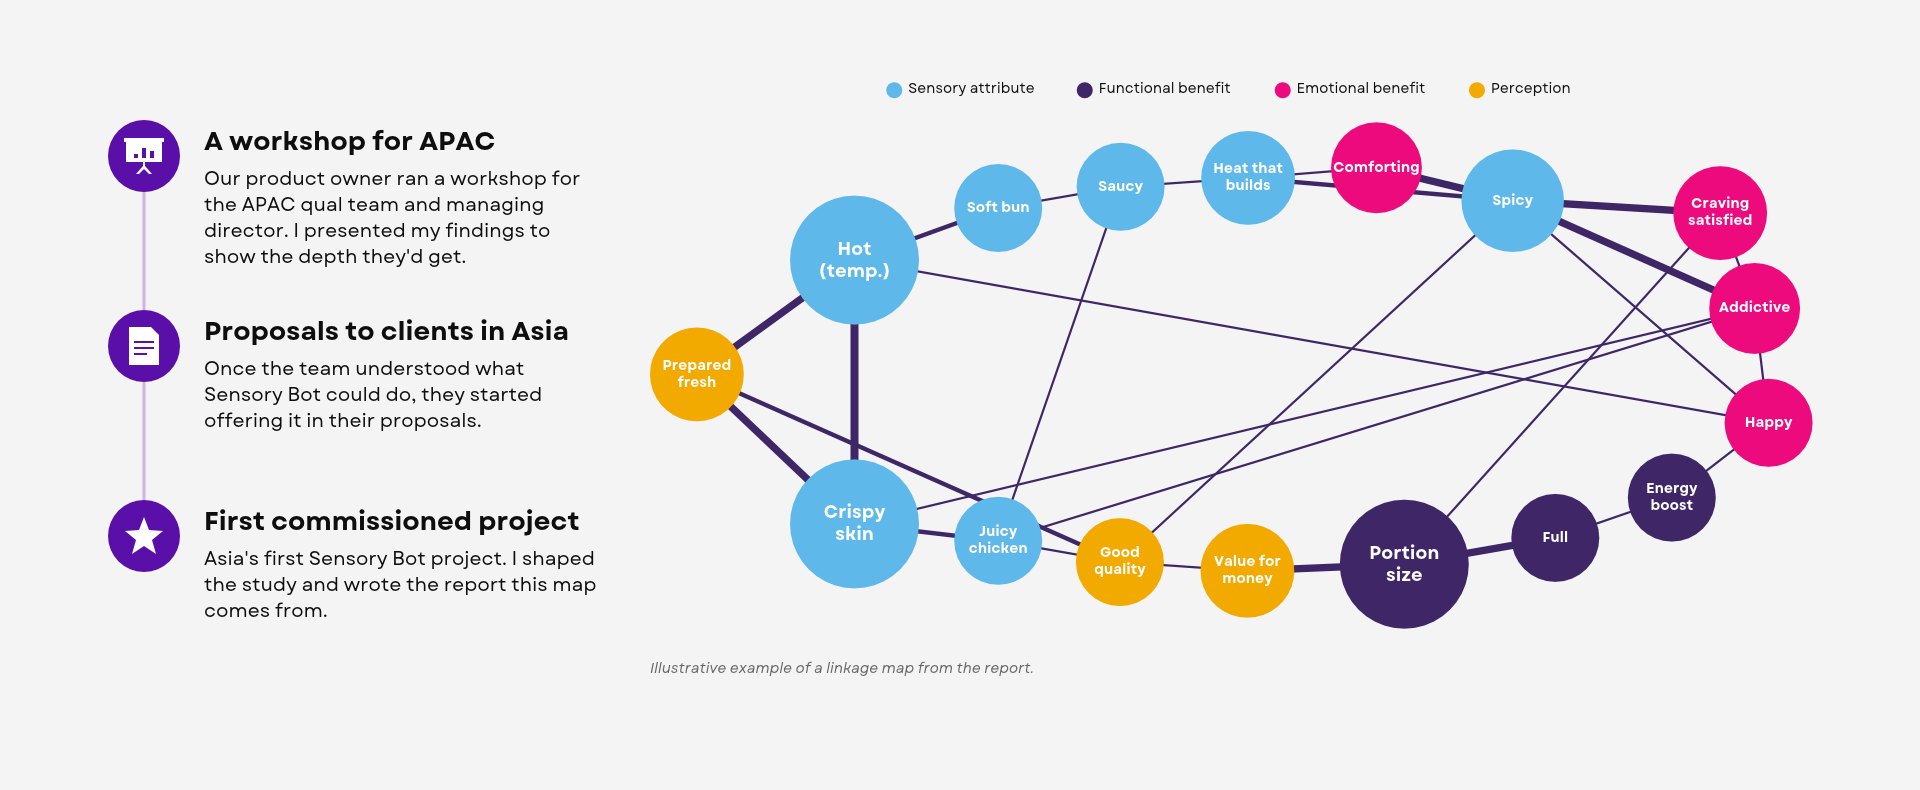 Sensory attribute
Functional benefit
Emotional benefit
Perception
A workshop for APAC
Our product owner ran a workshop for
the APAC qual team and managing
director. I presented my findings to
show the depth they'd get.
Proposals to clients in Asia
Once the team understood what
Sensory Bot could do, they started
offering it in their proposals.
First commissioned project
Asia's first Sensory Bot project. I shaped
the study and wrote the report this map
comes from.
Hot
(temp.)
Soft bun
Saucy
Heat that
builds
Comforting
Spicy
Craving
satisfied
Addictive
Happy
Energy
boost
Full
Portion
size
Value for
money
Good
quality
Juicy
chicken
Crispy
skin
Prepared
fresh
Illustrative example of a linkage map from the report.